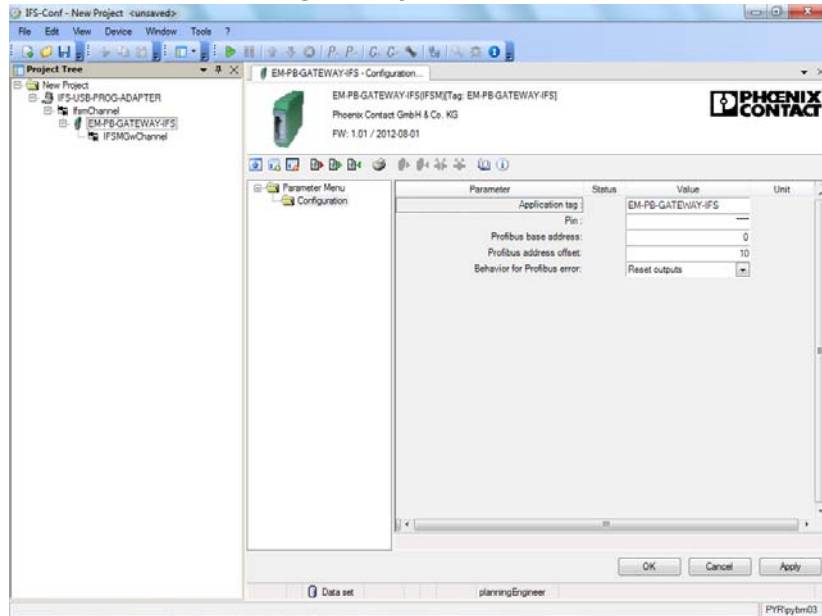 IFS-Conf - New Project <unsaved>
File Edit View Device Window Tools ?
Project Tree
New Project
IFS-USB-PROG-ADAPTER
IfsmChannel
EM-PB-GATEWAY-IFS
IFSMGwChannel
EM-PB-GATEWAY-IFS - Configuration...
EM-PB-GATEWAY-IFS(IFSM)[Tag: EM-PB-GATEWAY-IFS]
Phoenix Contact GmbH & Co. KG
FW: 1.01 / 2012-08-01
PHŒNIX
CONTACT
Parameter Menu
Configuration
Parameter Status Value Unit
Application tag : EM-PB-GATEWAY-IFS
Pin : ----
Profibus base address: 0
Profibus address offset: 10
Behavior for Profibus error: Reset outputs
OK Cancel Apply
Data set planningEngineer
PYR\pybm03